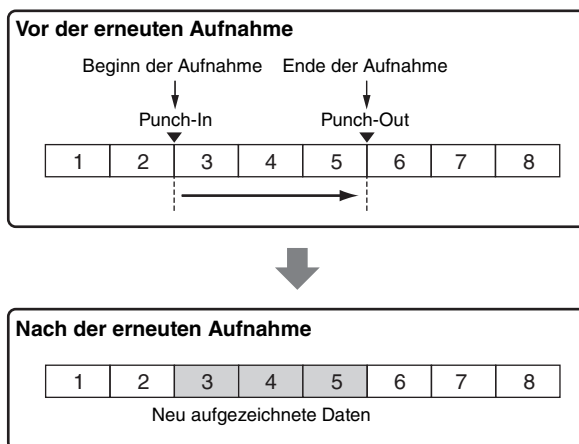 Vor der erneuten Aufnahme
Beginn der Aufnahme Ende der Aufnahme
Punch-In Punch-Out
1 2 3 4 5 6 7 8
Nach der erneuten Aufnahme
1 2 3 4 5 6 7 8
Neu aufgezeichnete Daten